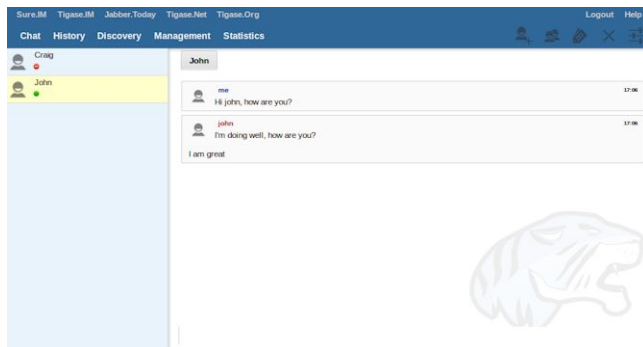 Sure.IM Tigase.IM Jabber.Today Tigase.Net Tigase.Org Logout Help
Chat History Discovery Management Statistics
Craig
John
John
me 17:06
Hi john, how are you?
john 17:06
I'm doing well, how are you?
I am great